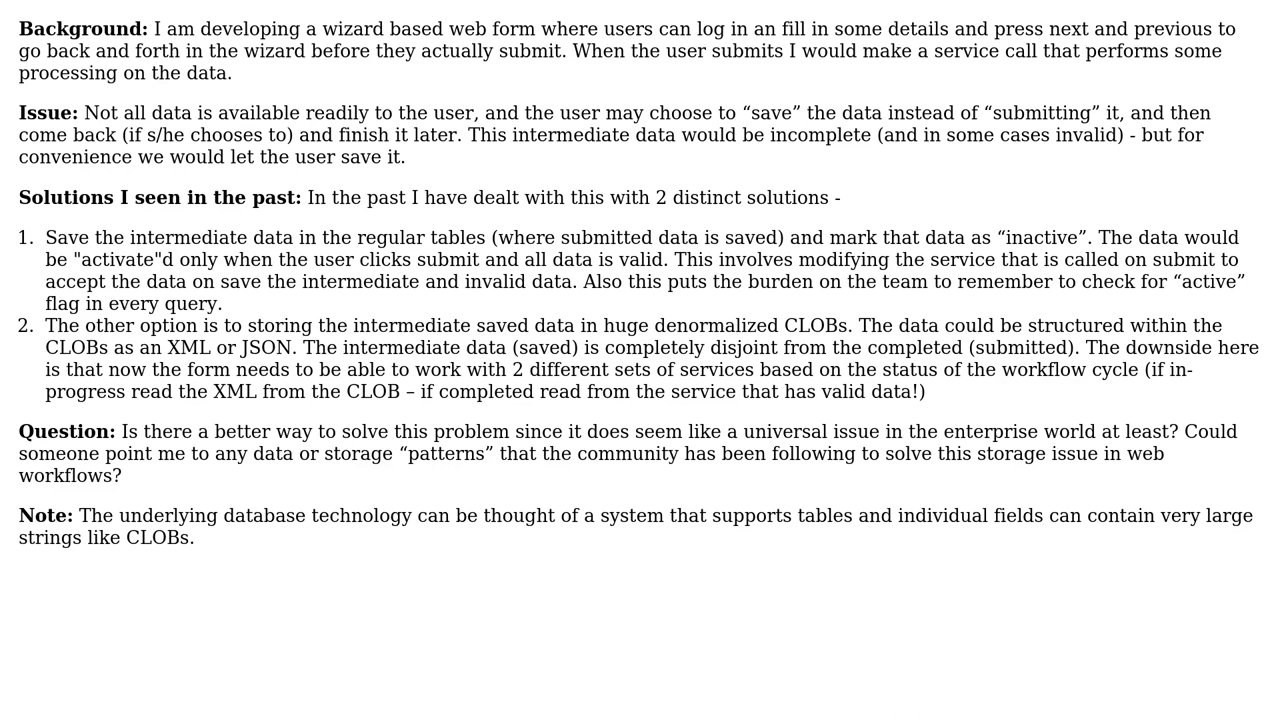 Background: I am developing a wizard based web form where users can log in an fill in some details and press next and previous to
go back and forth in the wizard before they actually submit. When the user submits I would make a service call that performs some
processing on the data.
Issue: Not all data is available readily to the user, and the user may choose to “save” the data instead of “submitting” it, and then
come back (if s/he chooses to) and finish it later. This intermediate data would be incomplete (and in some cases invalid) - but for
convenience we would let the user save it.
Solutions I seen in the past: In the past I have dealt with this with 2 distinct solutions -
1. Save the intermediate data in the regular tables (where submitted data is saved) and mark that data as “inactive”. The data would
be "activate"d only when the user clicks submit and all data is valid. This involves modifying the service that is called on submit to
accept the data on save the intermediate and invalid data. Also this puts the burden on the team to remember to check for “active”
flag in every query.
2. The other option is to storing the intermediate saved data in huge denormalized CLOBs. The data could be structured within the
CLOBs as an XML or JSON. The intermediate data (saved) is completely disjoint from the completed (submitted). The downside here
is that now the form needs to be able to work with 2 different sets of services based on the status of the workflow cycle (if in-
progress read the XML from the CLOB – if completed read from the service that has valid data!)
Question: Is there a better way to solve this problem since it does seem like a universal issue in the enterprise world at least? Could
someone point me to any data or storage “patterns” that the community has been following to solve this storage issue in web
workflows?
Note: The underlying database technology can be thought of a system that supports tables and individual fields can contain very large
strings like CLOBs.